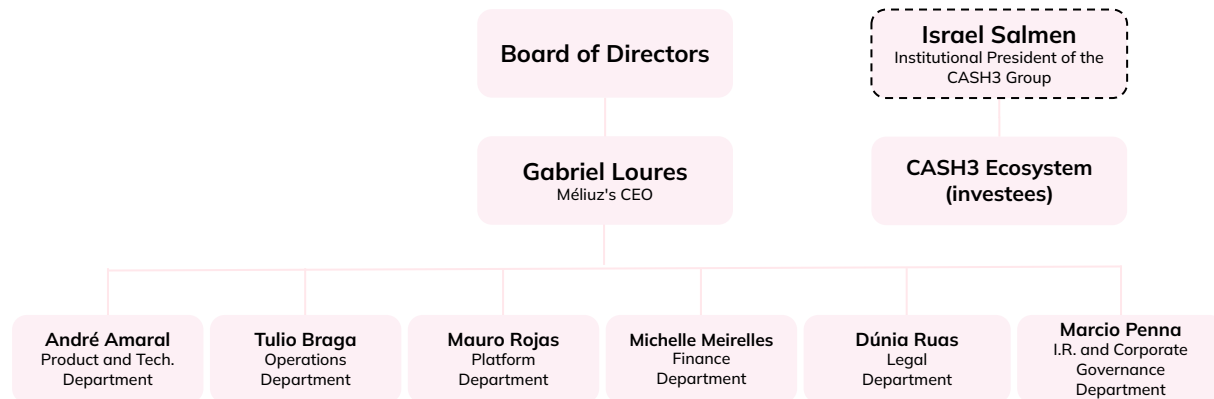 Board of Directors
Israel Salmen
Institutional President of the
CASH3 Group
Gabriel Loures
Méliuz's CEO
CASH3 Ecosystem
(investees)
André Amaral
Product and Tech.
Department
Tulio Braga
Operations
Department
Mauro Rojas
Platform
Department
Michelle Meirelles
Finance
Department
Dúnia Ruas
Legal
Department
Marcio Penna
I.R. and Corporate
Governance
Department